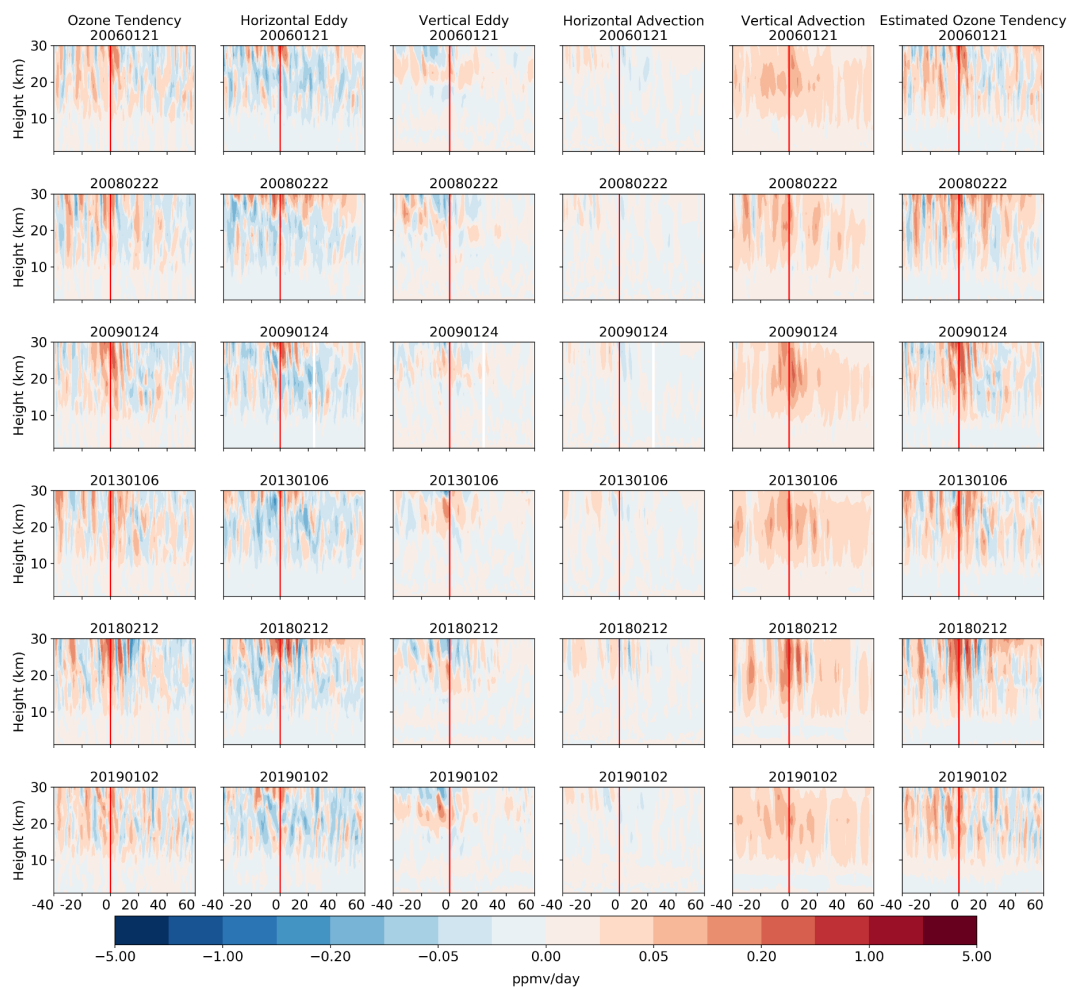 Ozone Tendency Horizontal Eddy Vertical Eddy Horizontal Advection Vertical Advection Estimated Ozone Tendency
20060121 20060121 20060121 20060121 20060121 20060121
30
20
10
Height (km)
20080222 20080222 20080222 20080222 20080222 20080222
30
20
10
Height (km)
20090124 20090124 20090124 20090124 20090124 20090124
30
20
10
Height (km)
20130106 20130106 20130106 20130106 20130106 20130106
30
20
10
Height (km)
20180212 20180212 20180212 20180212 20180212 20180212
30
20
10
Height (km)
20190102 20190102 20190102 20190102 20190102 20190102
30
20
10
Height (km)
-40 -20 0 20 40 60 -40 -20 0 20 40 60 -40 -20 0 20 40 60 -40 -20 0 20 40 60 -40 -20 0 20 40 60 -40 -20 0 20 40 60
−5.00 −1.00 −0.20 −0.05 0.00 0.05 0.20 1.00 5.00
ppmv/day